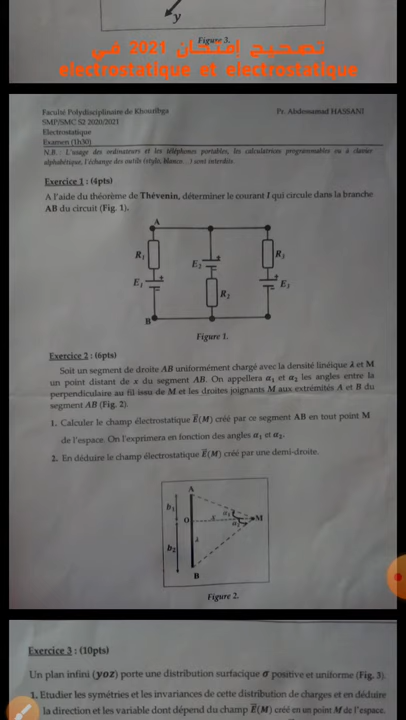 y
Figure 3.
تصحيح إمتحان 2021 في
electrostatique et electrostatique
Faculté Polydisciplinaire de Khouribga
Pr. Abdessamad HASSANI
SMP/SMC S2 2020/2021
Electrostatique
Examen (1h30)
N.B. : L'usage des ordinateurs et les téléphones portables, les calculatrices programmables ou à clavier
alphabétique, l'échange des outils (stylo, blanco...) sont interdits.
Exercice 1 : (4pts)
A l'aide du théorème de Thévenin, déterminer le courant I qui circule dans la branche
AB du circuit (Fig. 1).
A
R1
E1
E2
R2
R3
E3
B
Figure 1.
Exercice 2 : (6pts)
Soit un segment de droite AB uniformément chargé avec la densité linéique λ et M
un point distant de x du segment AB. On appellera α1 et α2 les angles entre la
perpendiculaire au fil issu de M et les droites joignants M aux extrémités A et B du
segment AB (Fig. 2).
1. Calculer le champ électrostatique E⃗(M) créé par ce segment AB en tout point M
de l'espace. On l'exprimera en fonction des angles α1 et α2.
2. En déduire le champ électrostatique E⃗(M) créé par une demi-droite.
A
b1
O
x
α1
α2
M
b2
λ
B
Figure 2.
Exercice 3 : (10pts)
Un plan infini (yoz) porte une distribution surfacique σ positive et uniforme (Fig. 3).
1. Etudier les symétries et les invariances de cette distribution de charges et en déduire
la direction et les variable dont dépend du champ E⃗(M) créé en un point M de l'espace.